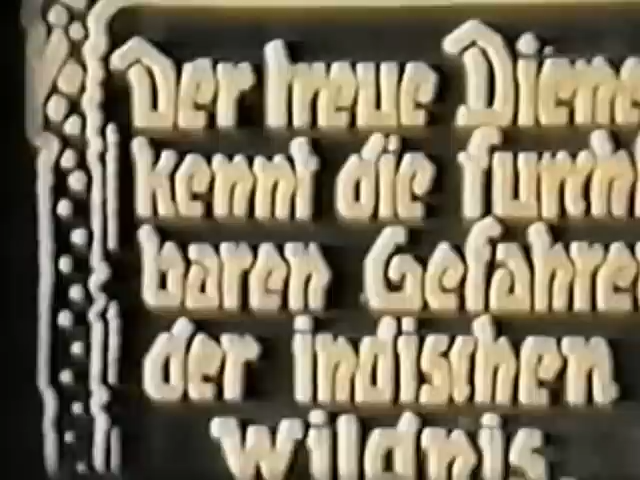 Der treue Diene
kennt die furcht
baren Gefahre
der indischen
Wildnis.